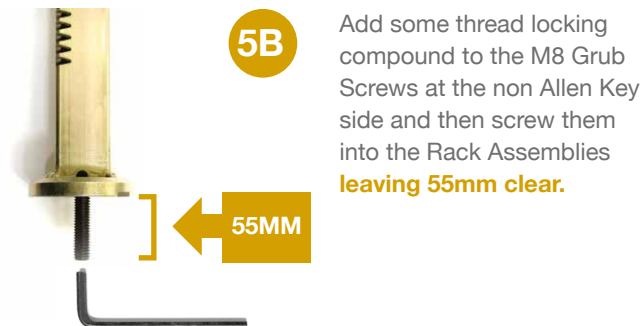 5B
Add some thread locking
compound to the M8 Grub
Screws at the non Allen Key
side and then screw them
into the Rack Assemblies
leaving 55mm clear.
55MM